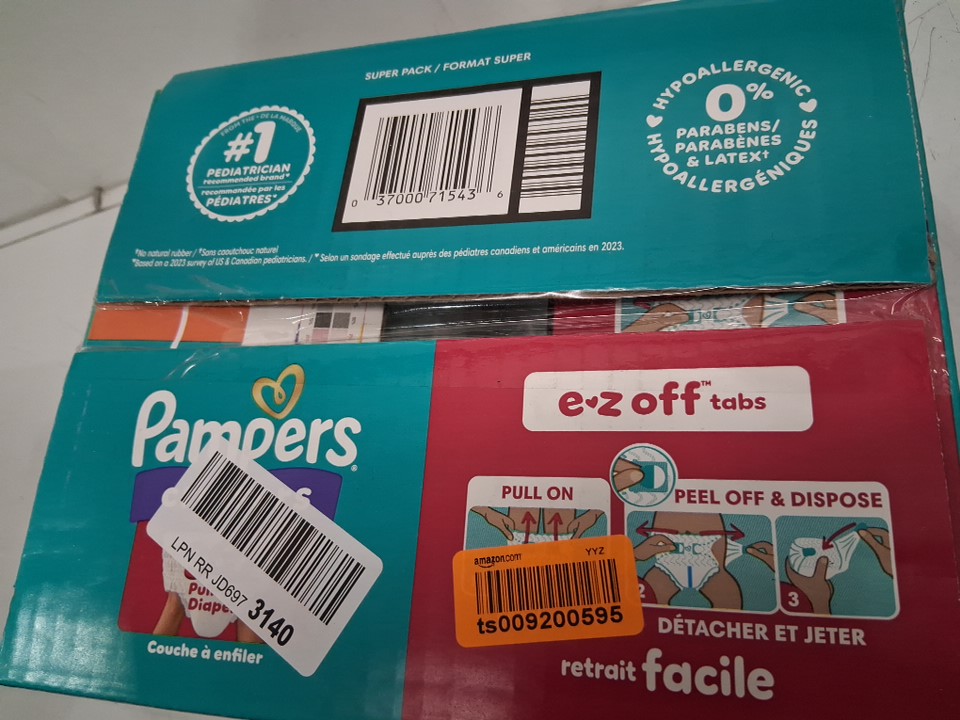 SUPER PACK / FORMAT SUPER
FROM THE • DE LA MARQUE
#1
PEDIATRICIAN
recommended brand▼
recommandée par les
PÉDIATRES▼
0 37000 71543 6
HYPOALLERGENIC
0%
PARABENS/
PARABÈNES
& LATEX†
HYPOALLERGÉNIQUES
†No natural rubber / †Sans caoutchouc naturel
▼Based on a 2023 survey of US & Canadian pediatricians. / ▼ Selon un sondage effectué auprès des pédiatres canadiens et américains en 2023.
Pampers®
LPN RR JD697 3140
Couche à enfiler
e♥z off™ tabs
PULL ON
PEEL OFF & DISPOSE
amazon.com YYZ
ts009200595
2
3
DÉTACHER ET JETER
retrait facile